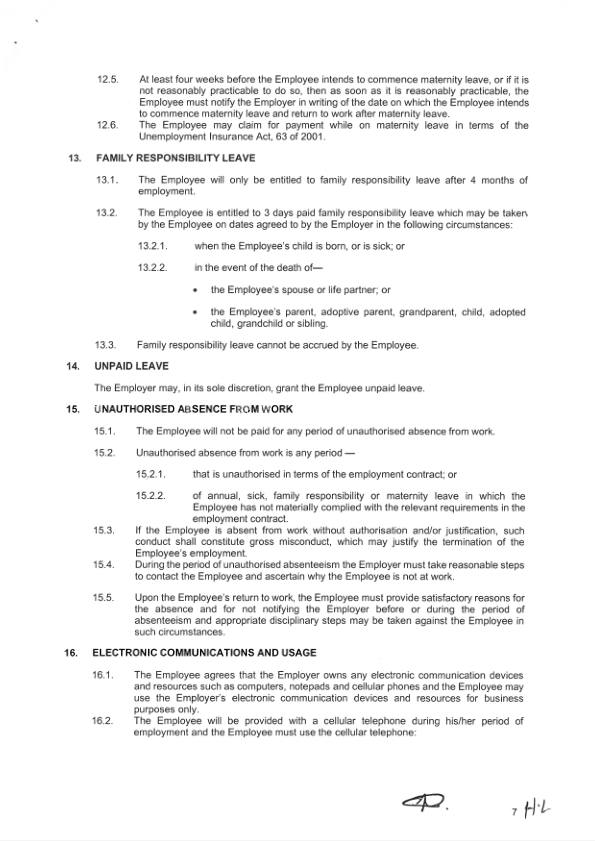 12.5. At least four weeks before the Employee intends to commence maternity leave, or if it is
not reasonably practicable to do so, then as soon as it is reasonably practicable, the
Employee must notify the Employer in writing of the date on which the Employee intends
to commence maternity leave and return to work after maternity leave.
12.6. The Employee may claim for payment while on maternity leave in terms of the
Unemployment Insurance Act, 63 of 2001.
13. FAMILY RESPONSIBILITY LEAVE
13.1. The Employee will only be entitled to family responsibility leave after 4 months of
employment.
13.2. The Employee is entitled to 3 days paid family responsibility leave which may be taken
by the Employee on dates agreed to by the Employer in the following circumstances:
13.2.1. when the Employee's child is born, or is sick; or
13.2.2. in the event of the death of—
• the Employee's spouse or life partner; or
• the Employee's parent, adoptive parent, grandparent, child, adopted
child, grandchild or sibling.
13.3. Family responsibility leave cannot be accrued by the Employee.
14. UNPAID LEAVE
The Employer may, in its sole discretion, grant the Employee unpaid leave.
15. UNAUTHORISED ABSENCE FROM WORK
15.1. The Employee will not be paid for any period of unauthorised absence from work.
15.2. Unauthorised absence from work is any period —
15.2.1. that is unauthorised in terms of the employment contract; or
15.2.2. of annual, sick, family responsibility or maternity leave in which the
Employee has not materially complied with the relevant requirements in the
employment contract.
15.3. If the Employee is absent from work without authorisation and/or justification, such
conduct shall constitute gross misconduct, which may justify the termination of the
Employee's employment.
15.4. During the period of unauthorised absenteeism the Employer must take reasonable steps
to contact the Employee and ascertain why the Employee is not at work.
15.5. Upon the Employee's return to work, the Employee must provide satisfactory reasons for
the absence and for not notifying the Employer before or during the period of
absenteeism and appropriate disciplinary steps may be taken against the Employee in
such circumstances.
16. ELECTRONIC COMMUNICATIONS AND USAGE
16.1. The Employee agrees that the Employer owns any electronic communication devices
and resources such as computers, notepads and cellular phones and the Employee may
use the Employer's electronic communication devices and resources for business
purposes only.
16.2. The Employee will be provided with a cellular telephone during his/her period of
employment and the Employee must use the cellular telephone:
7 H.L